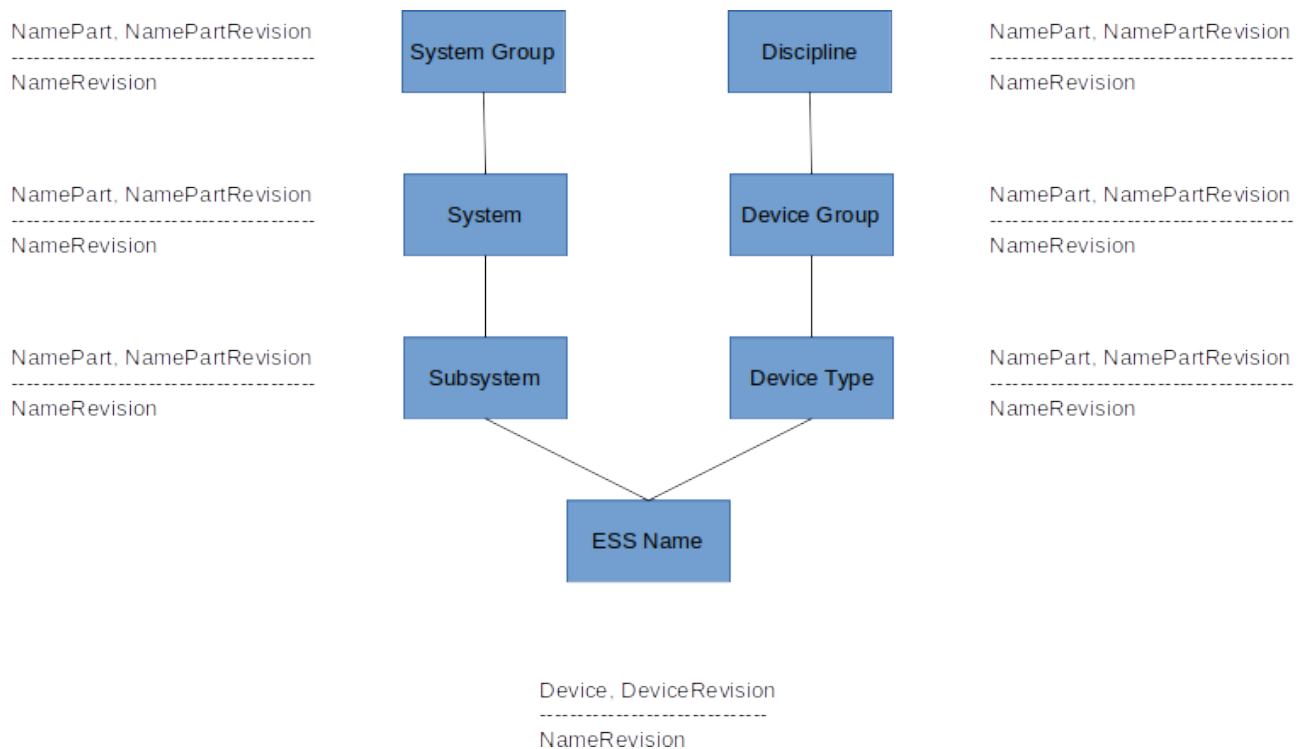 NamePart, NamePartRevision
----------------------------------------
NameRevision
System Group
Discipline
NamePart, NamePartRevision
----------------------------------------
NameRevision
NamePart, NamePartRevision
----------------------------------------
NameRevision
System
Device Group
NamePart, NamePartRevision
----------------------------------------
NameRevision
NamePart, NamePartRevision
----------------------------------------
NameRevision
Subsystem
Device Type
NamePart, NamePartRevision
----------------------------------------
NameRevision
ESS Name
Device, DeviceRevision
------------------------------
NameRevision